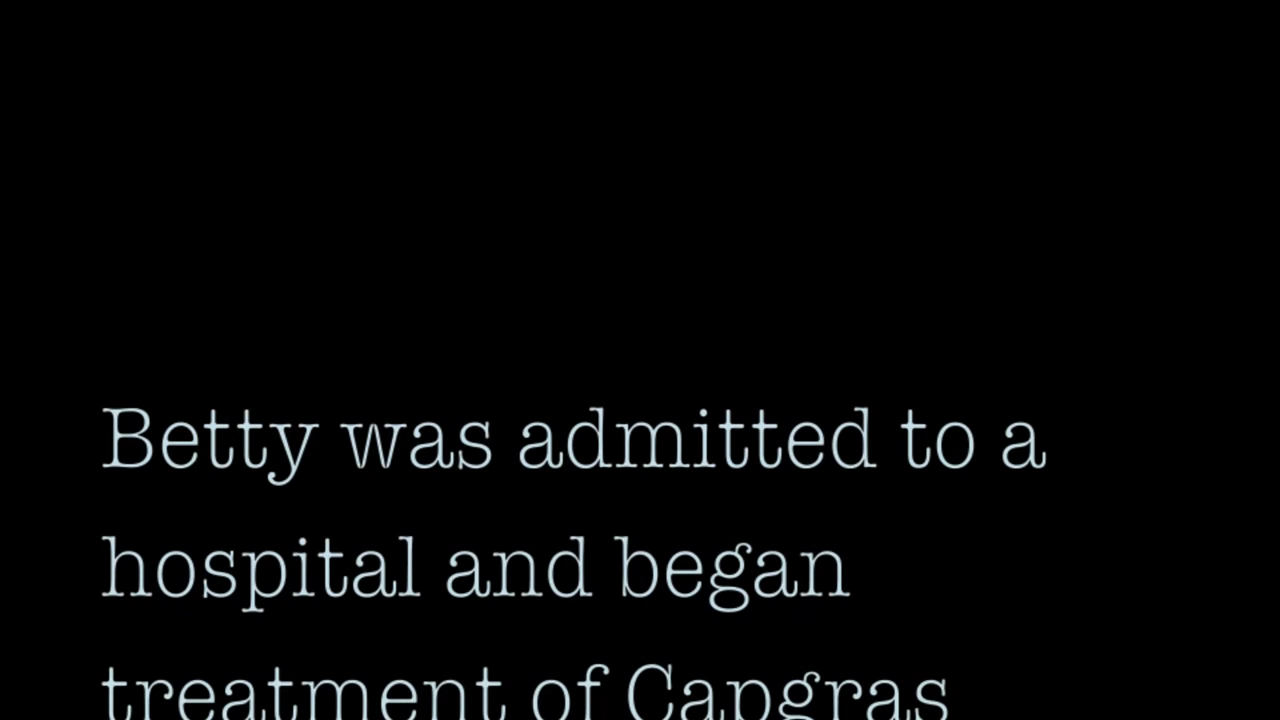 Betty was admitted to a
hospital and began
treatment of Capgras